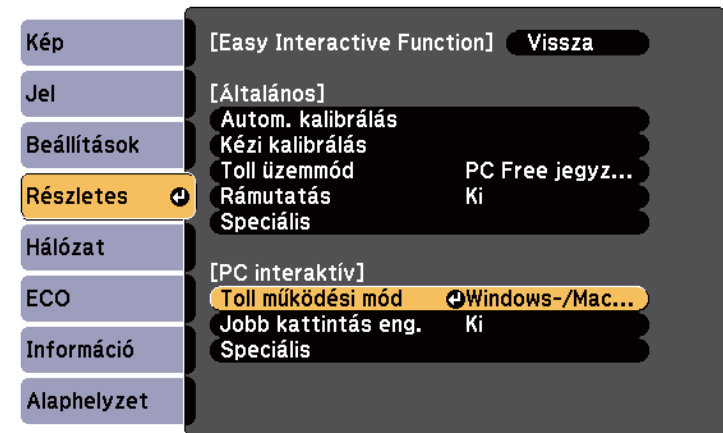 Kép
Jel
Beállítások
Részletes
Hálózat
ECO
Információ
Alaphelyzet
[Easy Interactive Function] Vissza
[Általános]
Autom. kalibrálás
Kézi kalibrálás
Toll üzemmód PC Free jegyz...
Rámutatás Ki
Speciális
[PC interaktív]
Toll működési mód Windows-/Mac...
Jobb kattintás eng. Ki
Speciális